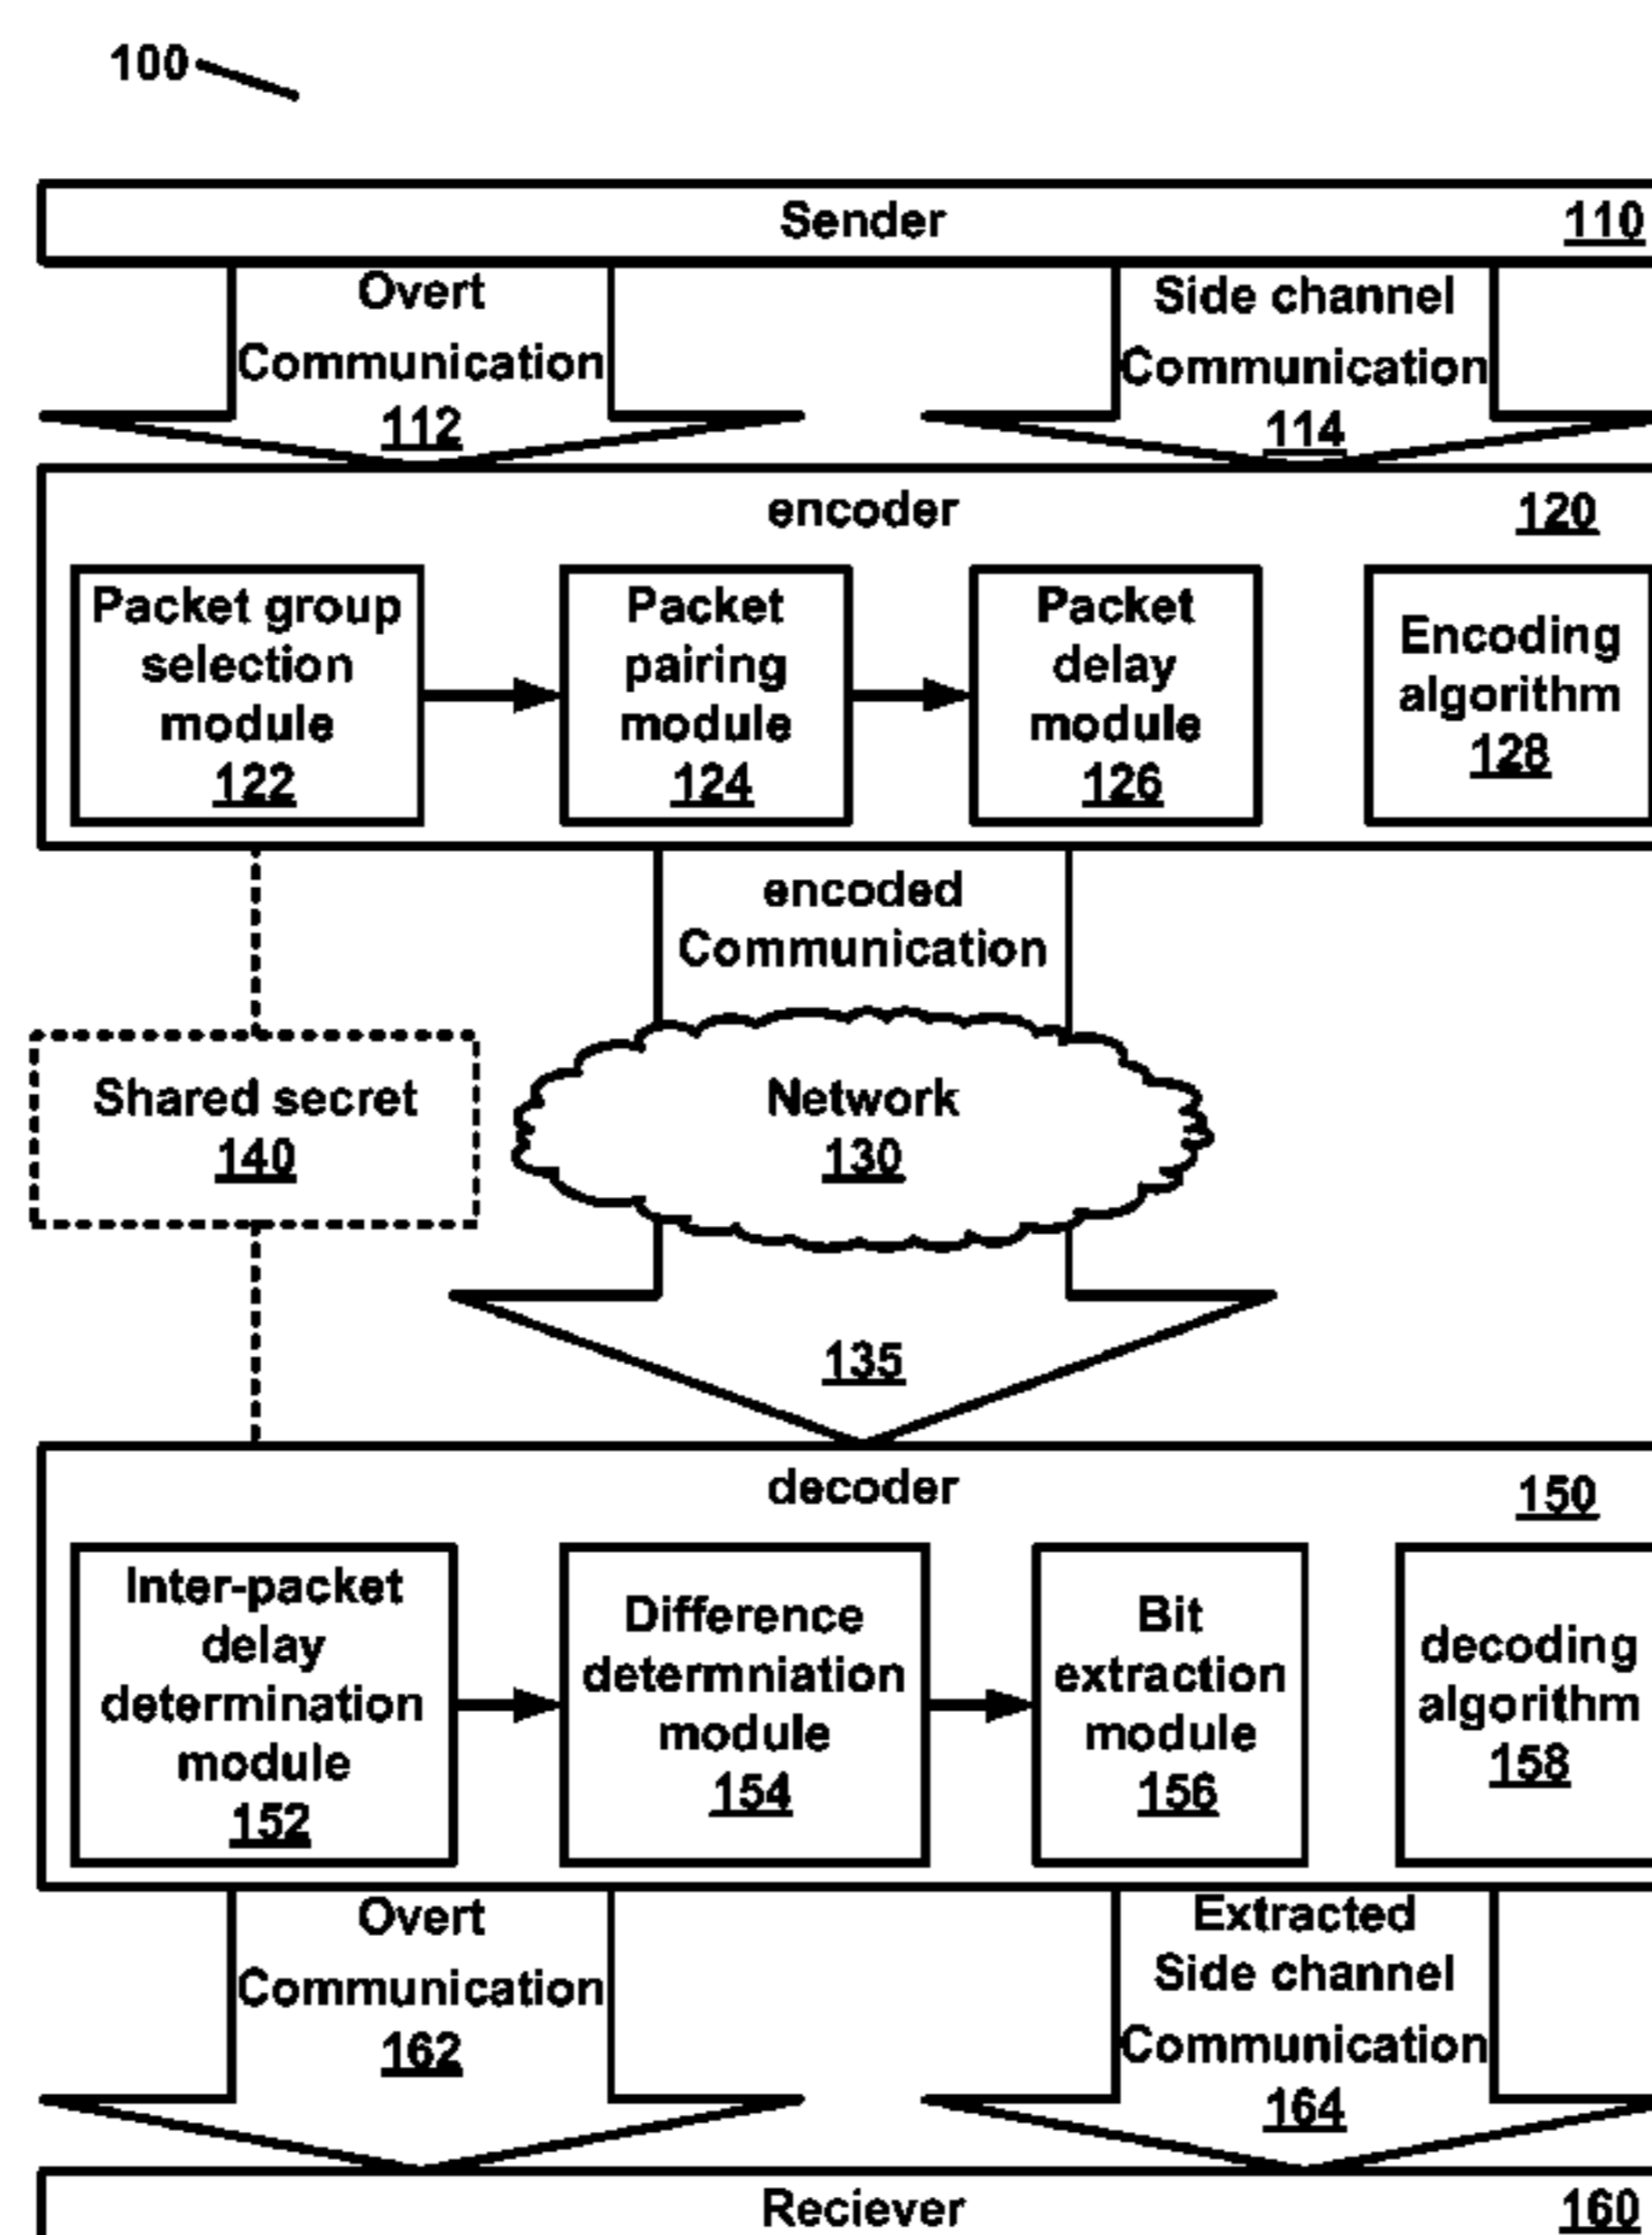 100
Sender 110
Overt
Communication
112
Side channel
Communication
114
encoder 120
Packet group
selection
module
122
Packet
pairing
module
124
Packet
delay
module
126
Encoding
algorithm
128
encoded
Communication
Shared secret
140
Network
130
135
decoder 150
Inter-packet
delay
determination
module
152
Difference
determniation
module
154
Bit
extraction
module
156
decoding
algorithm
158
Overt
Communication
162
Extracted
Side channel
Communication
164
Reciever 160